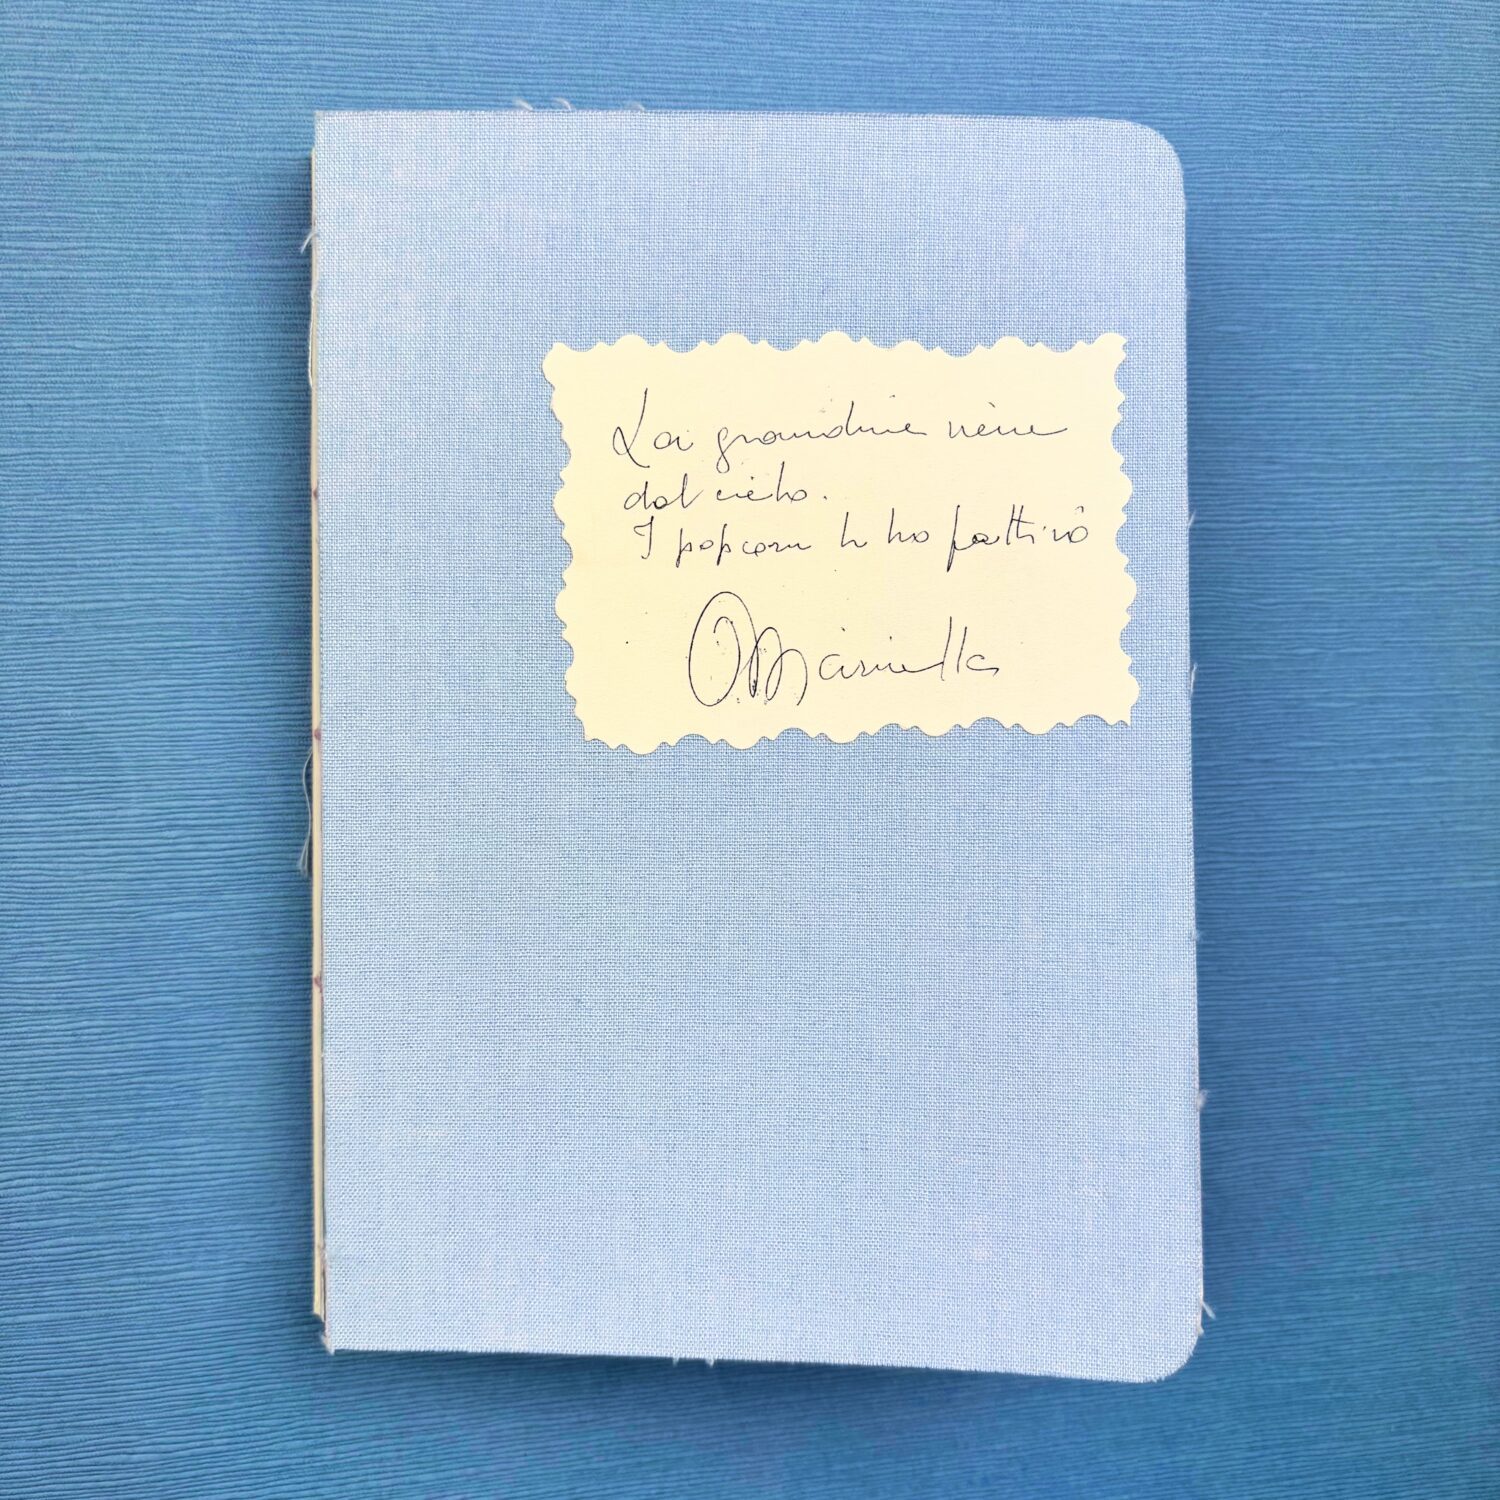 La grandine viene
dal cielo.
I popcorn li ho fatti io
Marinella